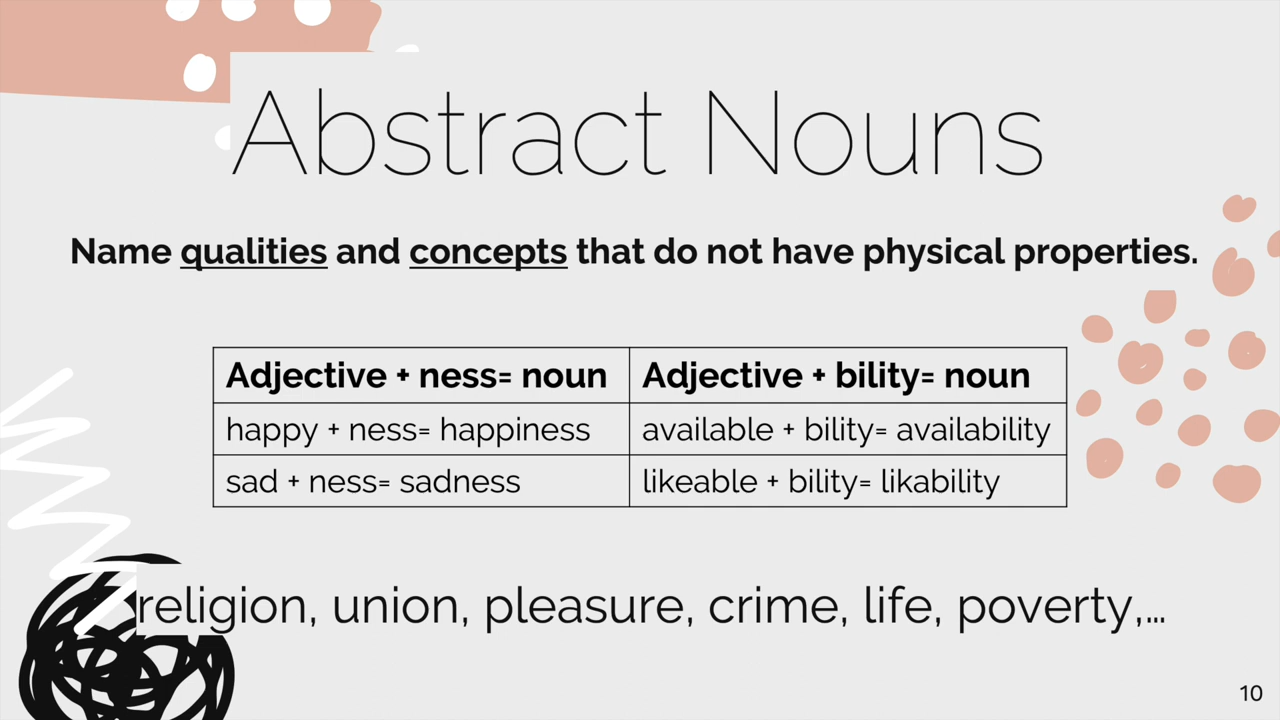 Abstract Nouns
Name qualities and concepts that do not have physical properties.
Adjective + ness= noun
Adjective + bility= noun
happy + ness= happiness
available + bility= availability
sad + ness= sadness
likeable + bility= likability
religion, union, pleasure, crime, life, poverty,...
10